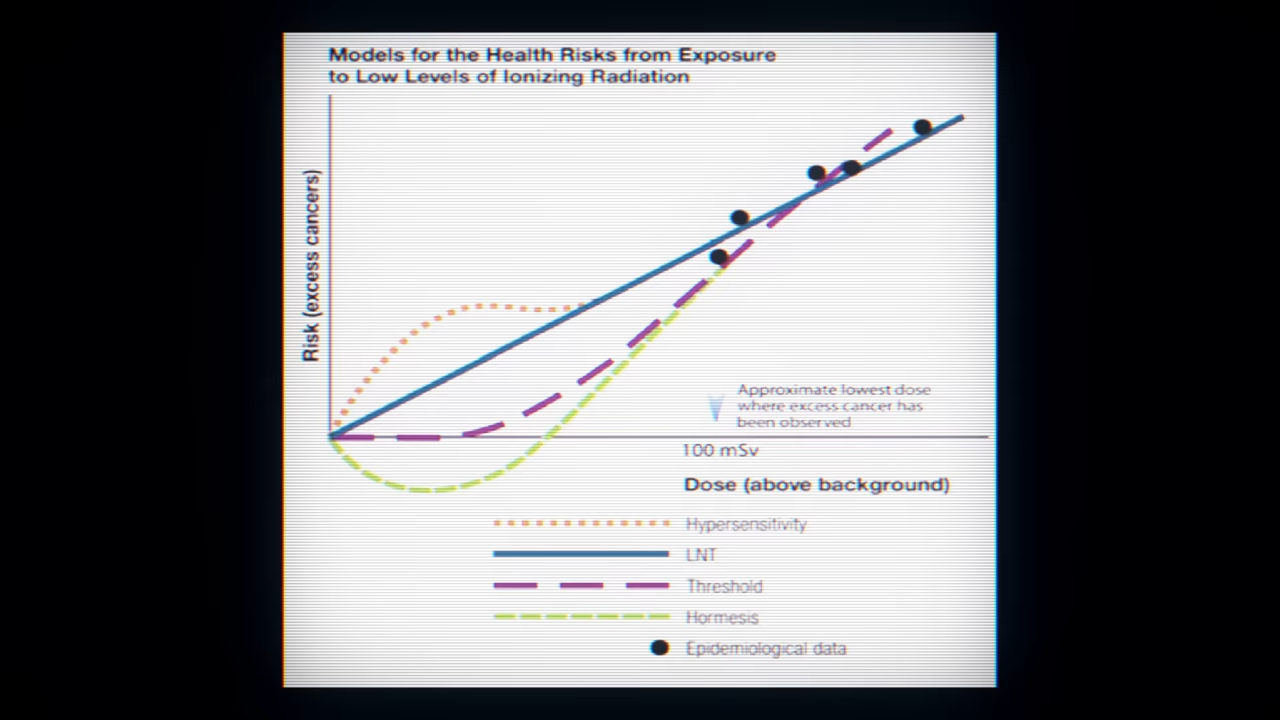 Models for the Health Risks from Exposure
to Low Levels of Ionizing Radiation
Risk (excess cancers)
Approximate lowest dose
where excess cancer has
been observed
100 mSv
Dose (above background)
Hypersensitivity
LNT
Threshold
Hormesis
Epidemiological data